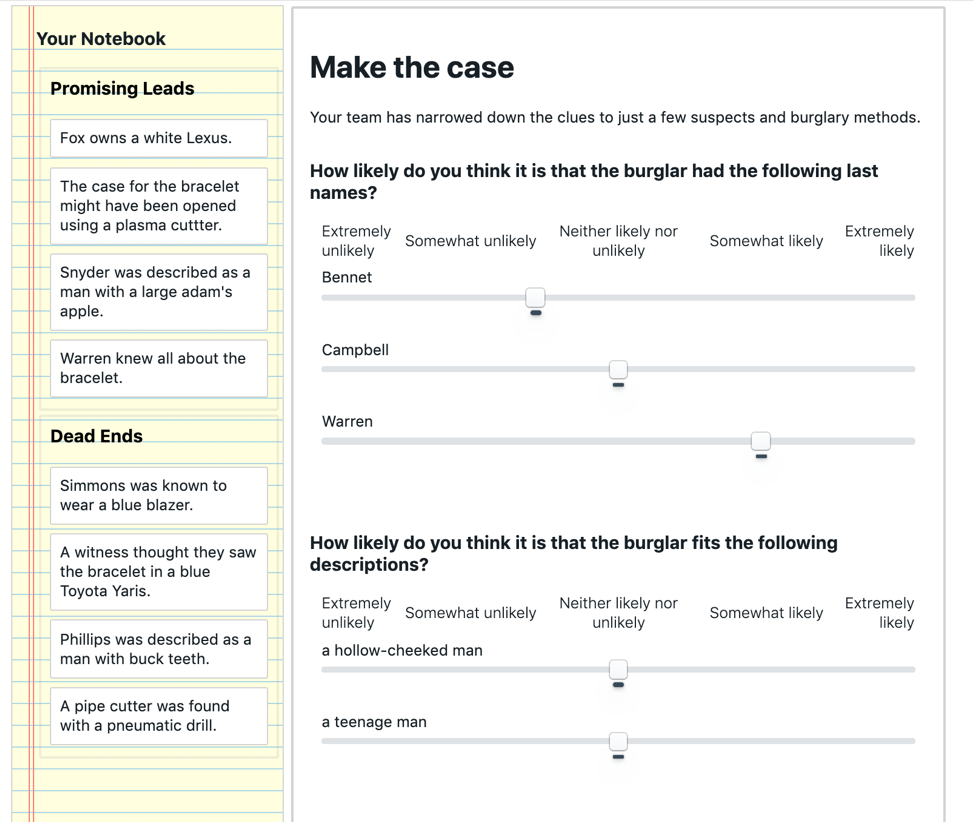 Your Notebook
Promising Leads
Fox owns a white Lexus.
The case for the bracelet
might have been opened
using a plasma cuttter.
Snyder was described as a
man with a large adam's
apple.
Warren knew all about the
bracelet.
Dead Ends
Simmons was known to
wear a blue blazer.
A witness thought they saw
the bracelet in a blue
Toyota Yaris.
Phillips was described as a
man with buck teeth.
A pipe cutter was found
with a pneumatic drill.
Make the case
Your team has narrowed down the clues to just a few suspects and burglary methods.
How likely do you think it is that the burglar had the following last
names?
Extremely
unlikely
Somewhat unlikely
Neither likely nor
unlikely
Somewhat likely
Extremely
likely
Bennet
Campbell
Warren
How likely do you think it is that the burglar fits the following
descriptions?
Extremely
unlikely
Somewhat unlikely
Neither likely nor
unlikely
Somewhat likely
Extremely
likely
a hollow-cheeked man
a teenage man